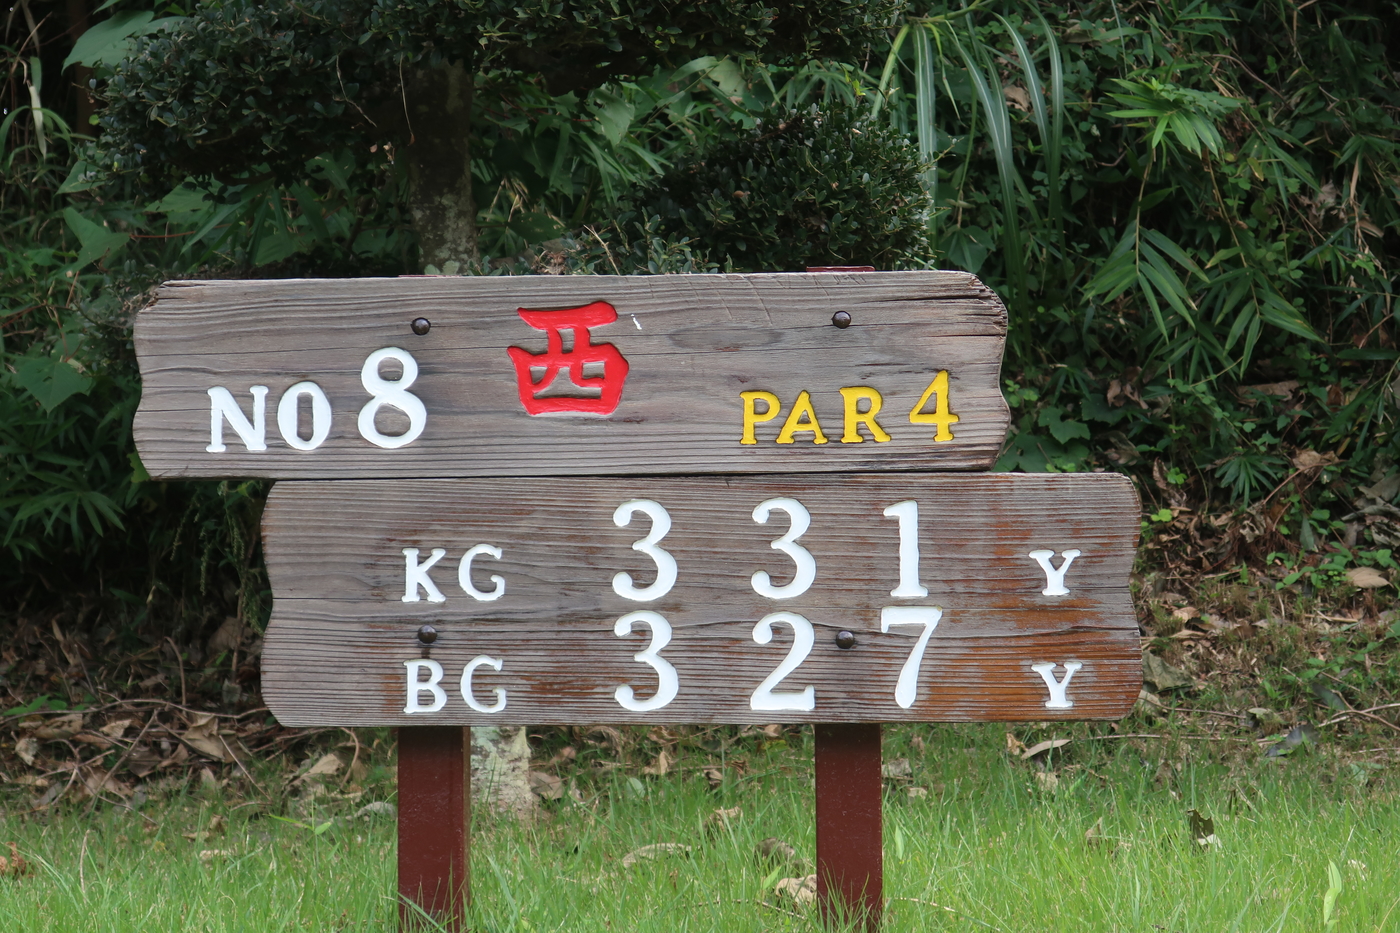 NO 8 西 PAR 4
KG 331 Y
BG 327 Y